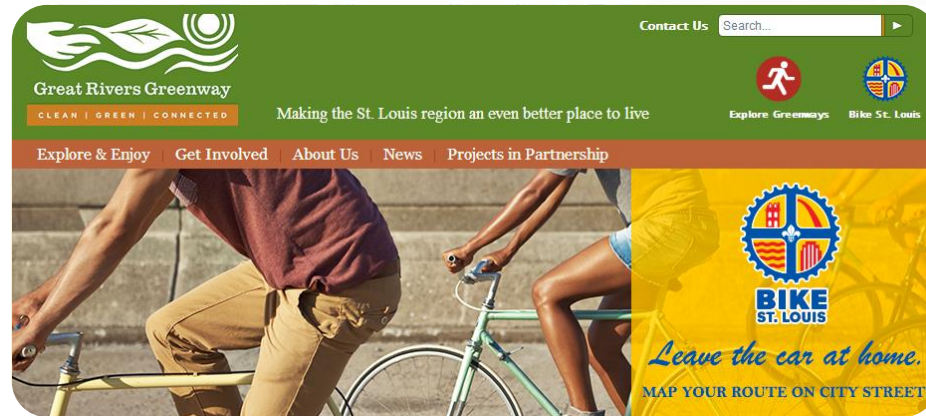 Contact Us
Search...
Great Rivers Greenway
CLEAN | GREEN | CONNECTED
Making the St. Louis region an even better place to live
Explore Greenways
Bike St. Louis
Explore & Enjoy | Get Involved | About Us | News | Projects in Partnership
BIKE
ST. LOUIS
Leave the car at home.
MAP YOUR ROUTE ON CITY STREET